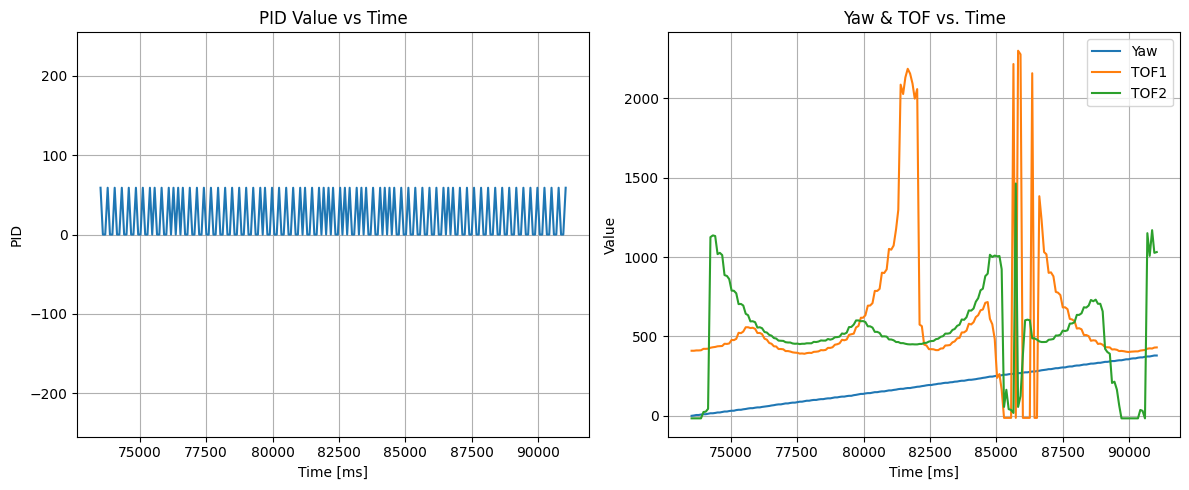 PID Value vs Time
200
100
0
−100
−200
PID
75000 77500 80000 82500 85000 87500 90000
Time [ms]
Yaw & TOF vs. Time
Yaw
TOF1
TOF2
2000
1500
1000
500
0
Value
75000 77500 80000 82500 85000 87500 90000
Time [ms]